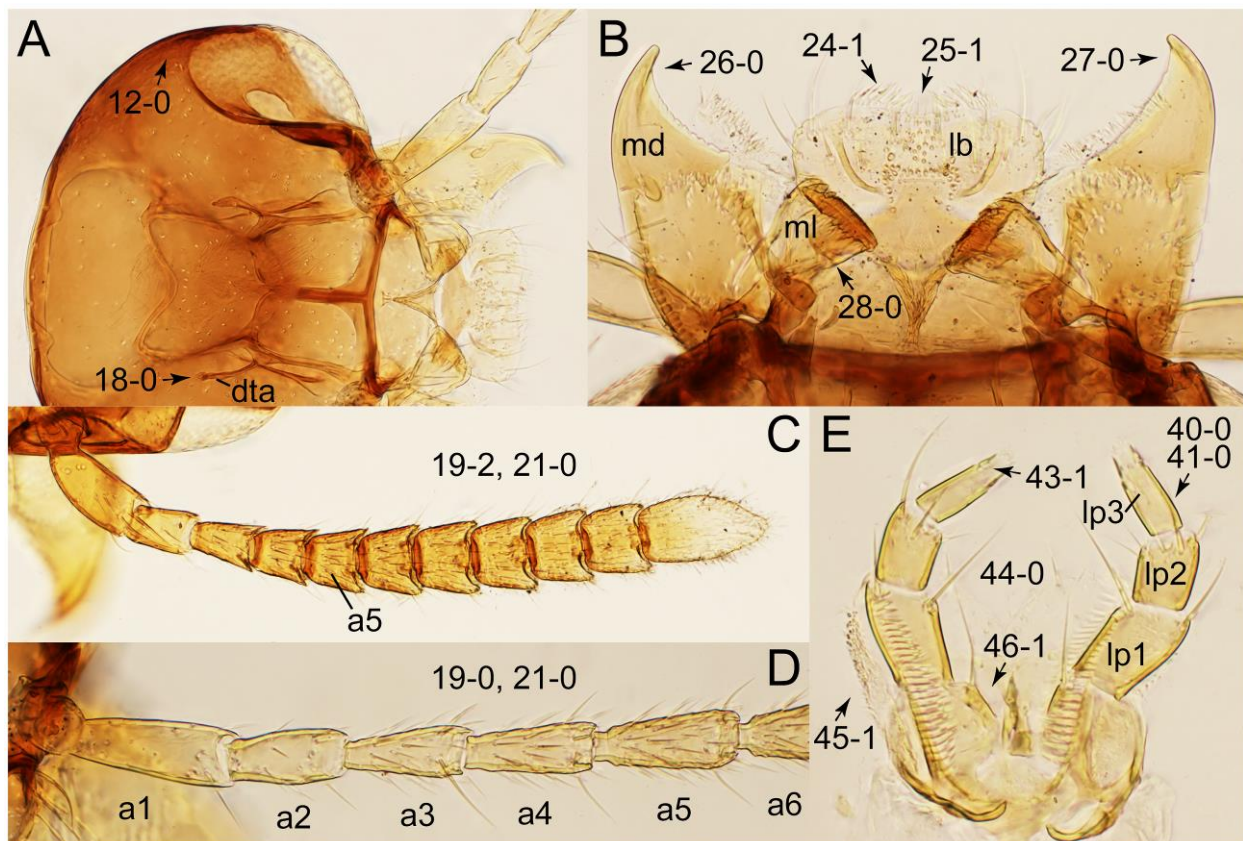 A
12-0
18-0
dta
B
26-0
24-1
25-1
27-0
md
lb
ml
28-0
C
19-2, 21-0
a5
D
19-0, 21-0
a1
a2
a3
a4
a5
a6
E
40-0
41-0
43-1
lp3
lp2
44-0
46-1
lp1
45-1